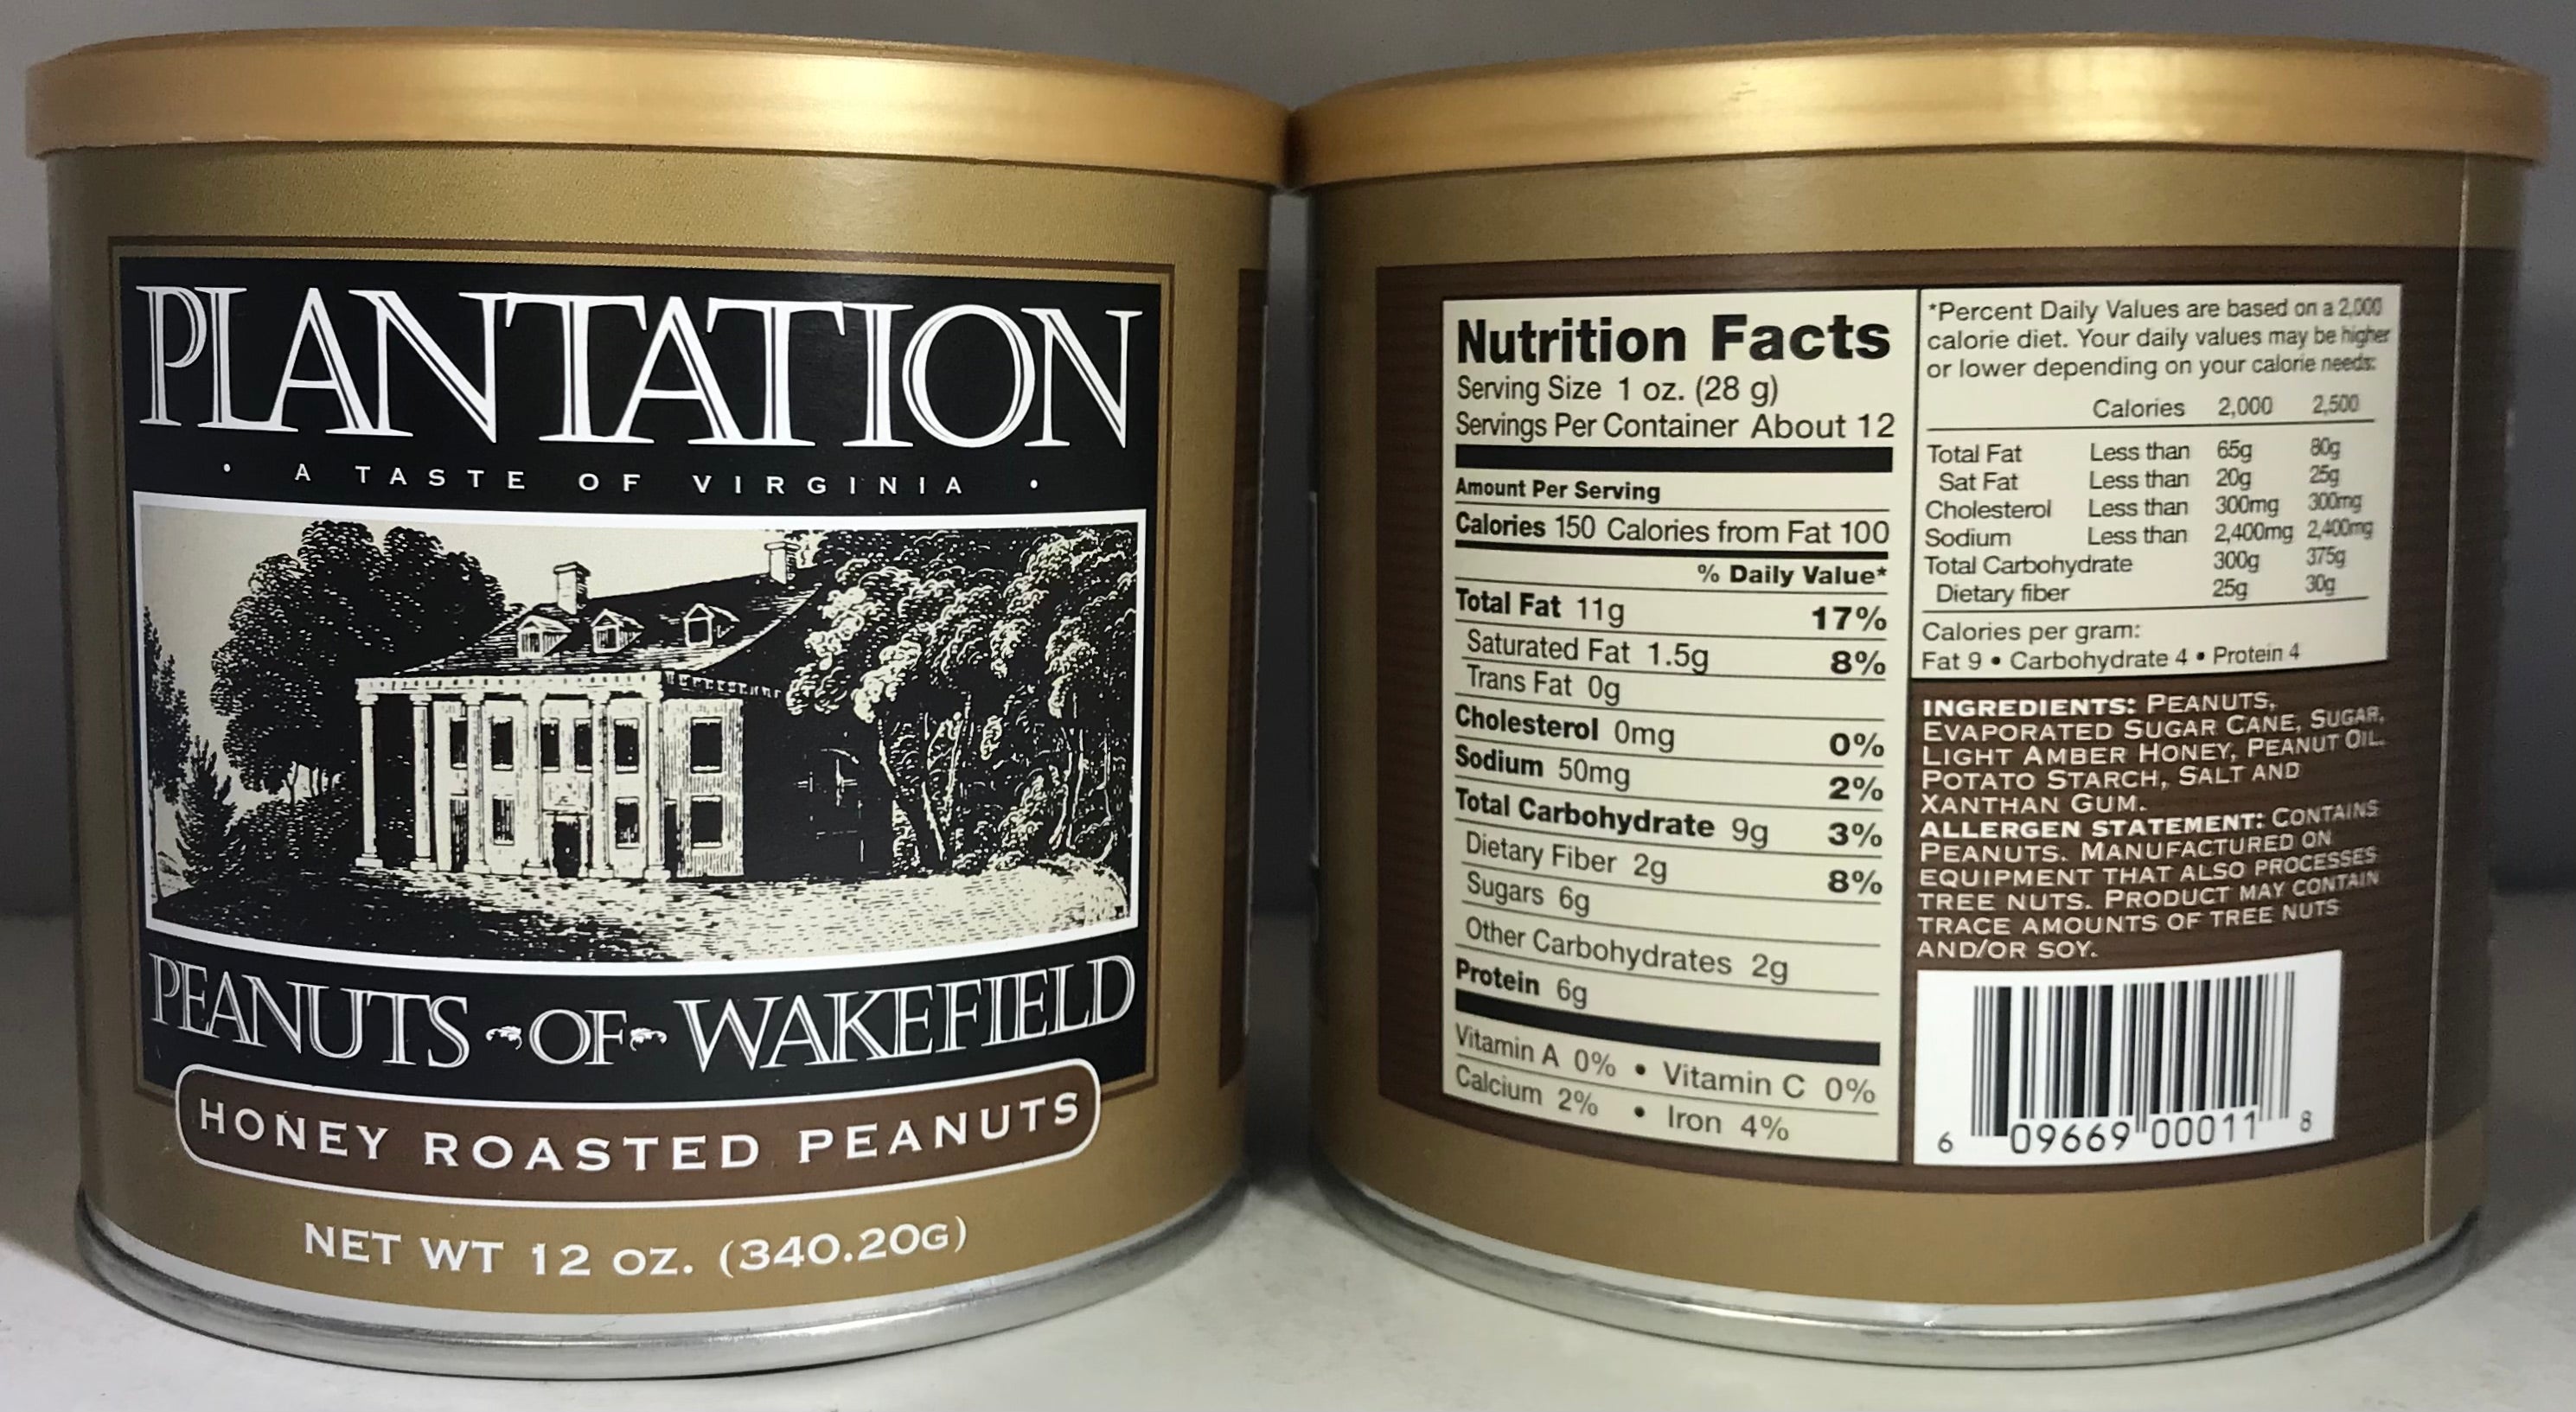 PLANTATION
• A TASTE OF VIRGINIA •
PEANUTS OF WAKEFIELD
HONEY ROASTED PEANUTS
NET WT 12 OZ. (340.20G)
Nutrition Facts
Serving Size 1 oz. (28 g)
Servings Per Container About 12
Amount Per Serving
Calories 150 Calories from Fat 100
% Daily Value*
Total Fat 11g 17%
Saturated Fat 1.5g 8%
Trans Fat 0g
Cholesterol 0mg 0%
Sodium 50mg 2%
Total Carbohydrate 9g 3%
Dietary Fiber 2g 8%
Sugars 6g
Other Carbohydrates 2g
Protein 6g
Vitamin A 0% • Vitamin C 0%
Calcium 2% • Iron 4%
*Percent Daily Values are based on a 2,000
calorie diet. Your daily values may be higher
or lower depending on your calorie needs:
Calories 2,000 2,500
Total Fat Less than 65g 80g
Sat Fat Less than 20g 25g
Cholesterol Less than 300mg 300mg
Sodium Less than 2,400mg 2,400mg
Total Carbohydrate 300g 375g
Dietary fiber 25g 30g
Calories per gram:
Fat 9 • Carbohydrate 4 • Protein 4
INGREDIENTS: PEANUTS,
EVAPORATED SUGAR CANE, SUGAR,
LIGHT AMBER HONEY, PEANUT OIL,
POTATO STARCH, SALT AND
XANTHAN GUM.
ALLERGEN STATEMENT: CONTAINS
PEANUTS. MANUFACTURED ON
EQUIPMENT THAT ALSO PROCESSES
TREE NUTS. PRODUCT MAY CONTAIN
TRACE AMOUNTS OF TREE NUTS
AND/OR SOY.
6 09669 00011 8